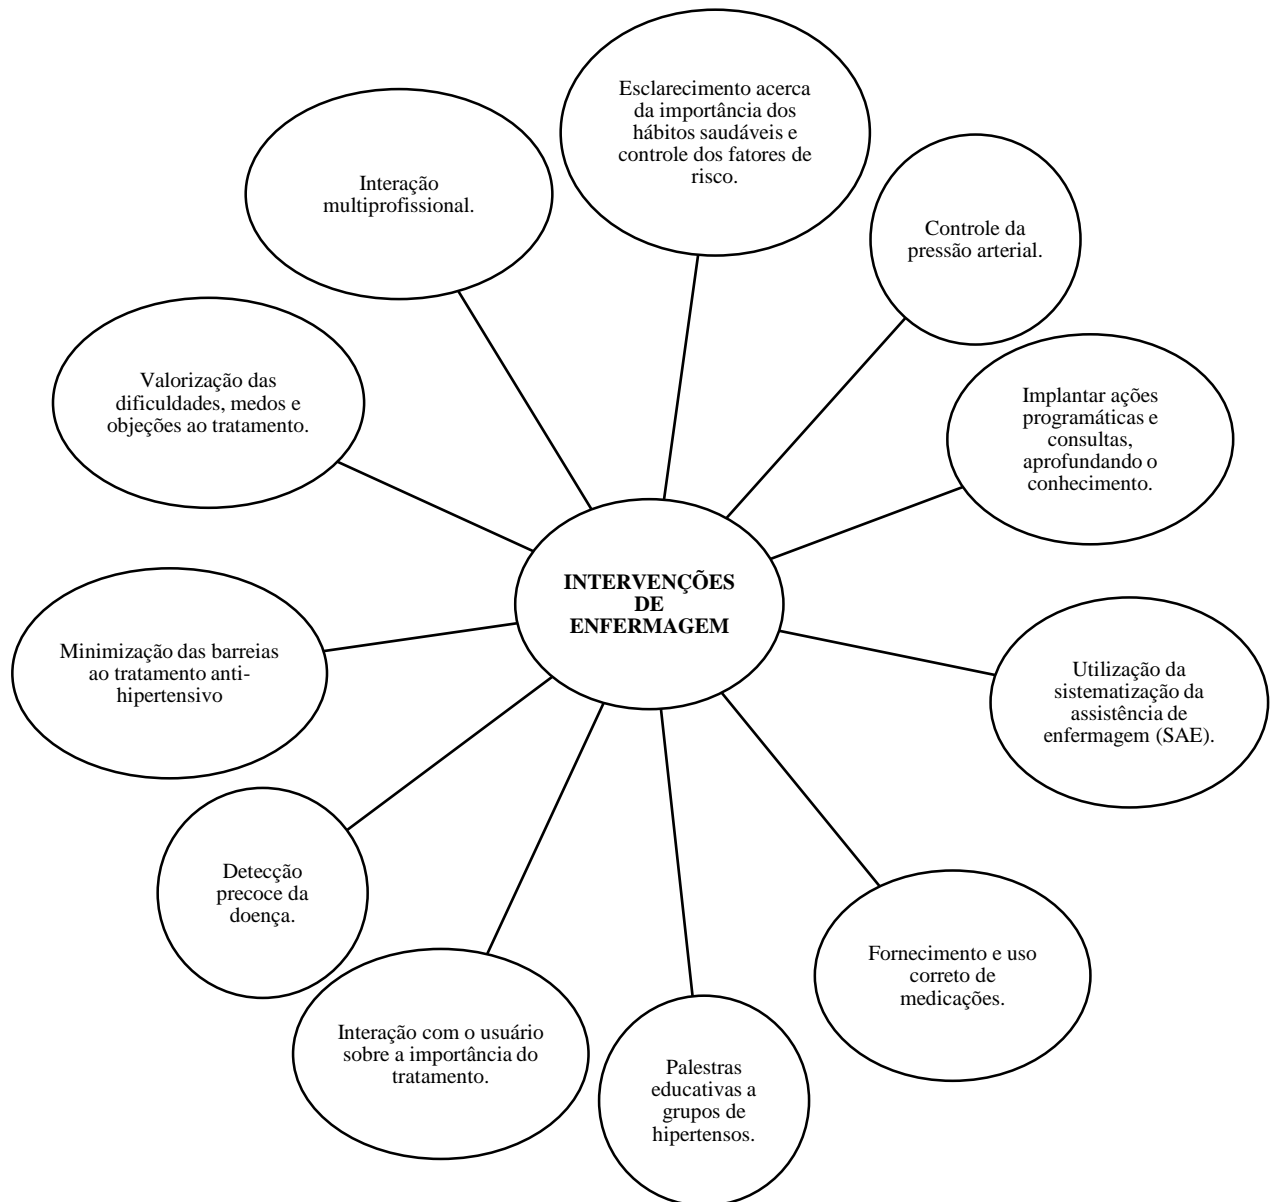 Esclarecimento acerca
da importância dos
hábitos saudáveis e
controle dos fatores de
risco.
Controle da
pressão arterial.
Implantar ações
programáticas e
consultas,
aprofundando o
conhecimento.
Utilização da
sistematização da
assistência de
enfermagem (SAE).
Fornecimento e uso
correto de
medicações.
Palestras
educativas a
grupos de
hipertensos.
Interação com o usuário
sobre a importância do
tratamento.
Detecção
precoce da
doença.
Minimização das barreias
ao tratamento anti-
hipertensivo
Valorização das
dificuldades, medos e
objeções ao tratamento.
Interação
multiprofissional.
INTERVENÇÕES
DE
ENFERMAGEM